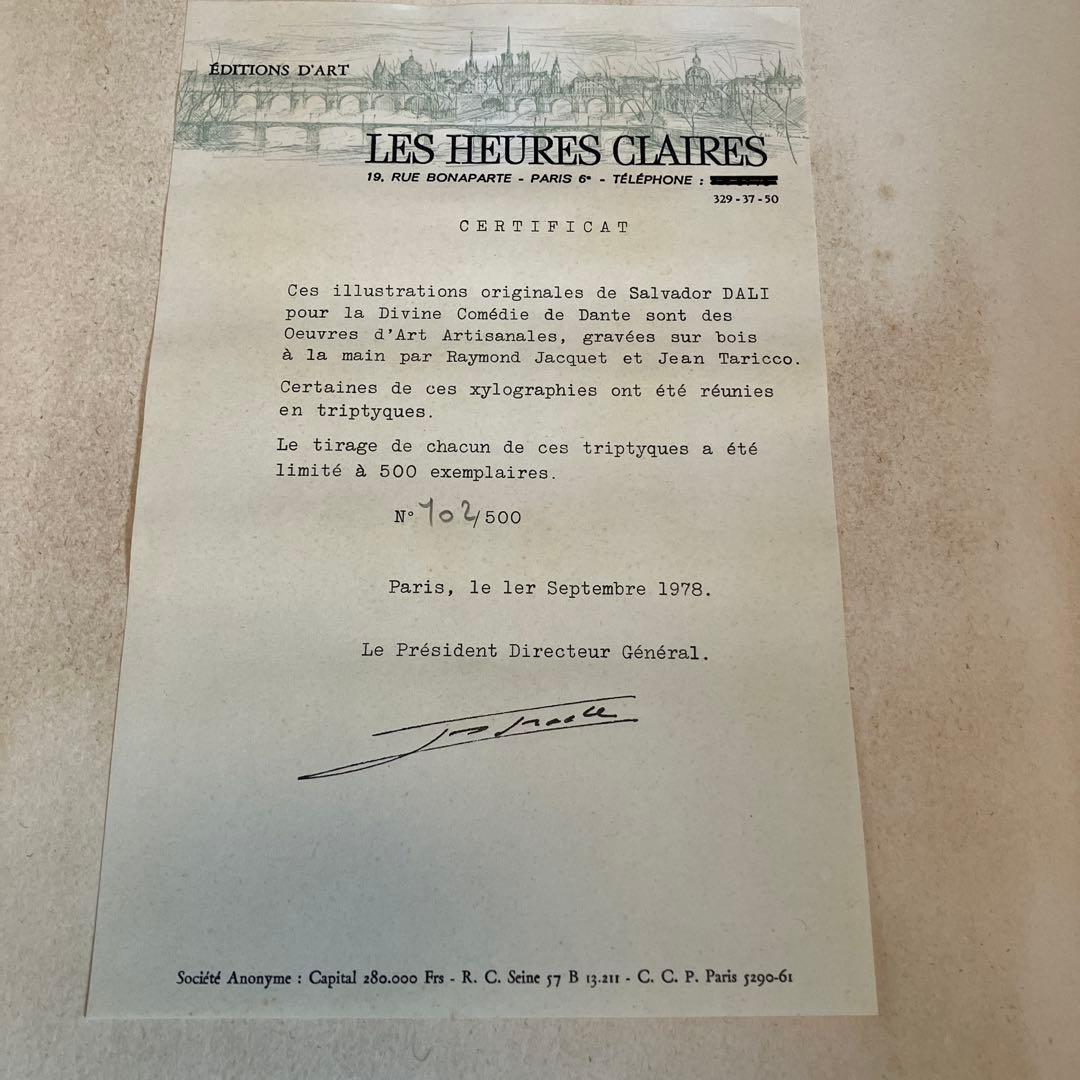 ÉDITIONS D'ART
LES HEURES CLAIRES
19, RUE BONAPARTE - PARIS 6e - TÉLÉPHONE :
329 - 37 - 50
CERTIFICAT
Ces illustrations originales de Salvador DALI
pour la Divine Comédie de Dante sont des
Oeuvres d'Art Artisanales, gravées sur bois
à la main par Raymond Jacquet et Jean Taricco.
Certaines de ces xylographies ont été réunies
en triptyques.
Le tirage de chacun de ces triptyques a été
limité à 500 exemplaires.
N° 102/500
Paris, le 1er Septembre 1978.
Le Président Directeur Général.
Société Anonyme : Capital 280.000 Frs - R. C. Seine 57 B 13.211 - C. C. P. Paris 5290-61